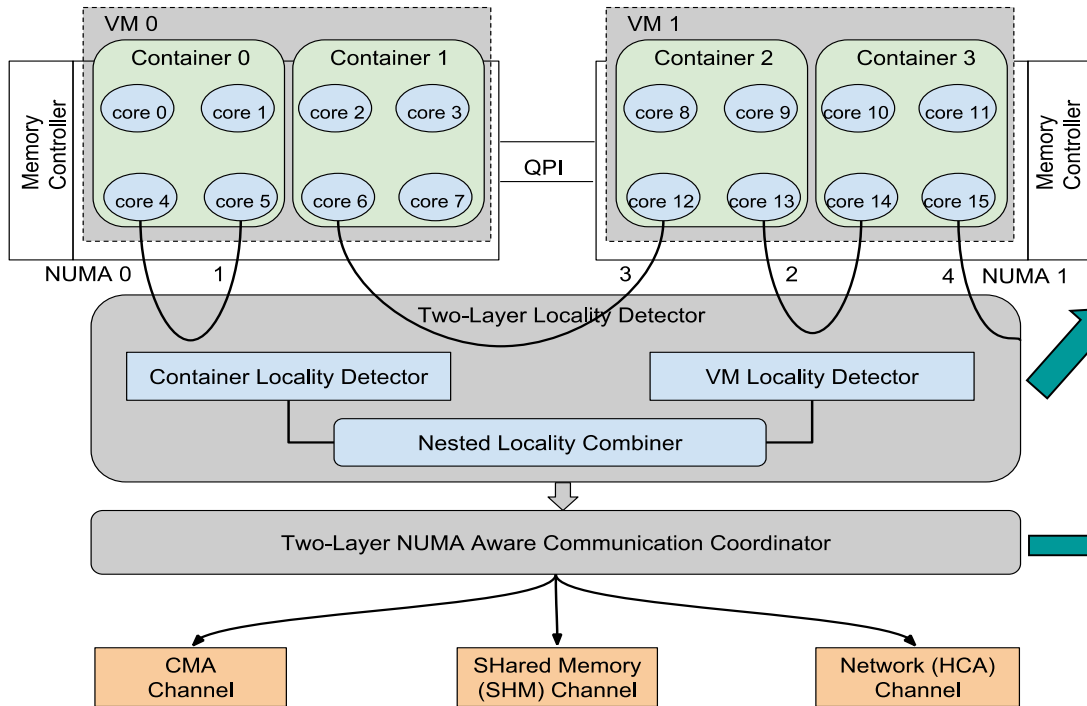 VM 0
VM 1
Container 0
Container 1
Container 2
Container 3
core 0
core 1
core 2
core 3
core 8
core 9
core 10
core 11
Memory
Controller
QPI
Memory
Controller
core 4
core 5
core 6
core 7
core 12
core 13
core 14
core 15
NUMA 0
1
3
2
4
NUMA 1
Two-Layer Locality Detector
Container Locality Detector
VM Locality Detector
Nested Locality Combiner
Two-Layer NUMA Aware Communication Coordinator
CMA
Channel
SHared Memory
(SHM) Channel
Network (HCA)
Channel